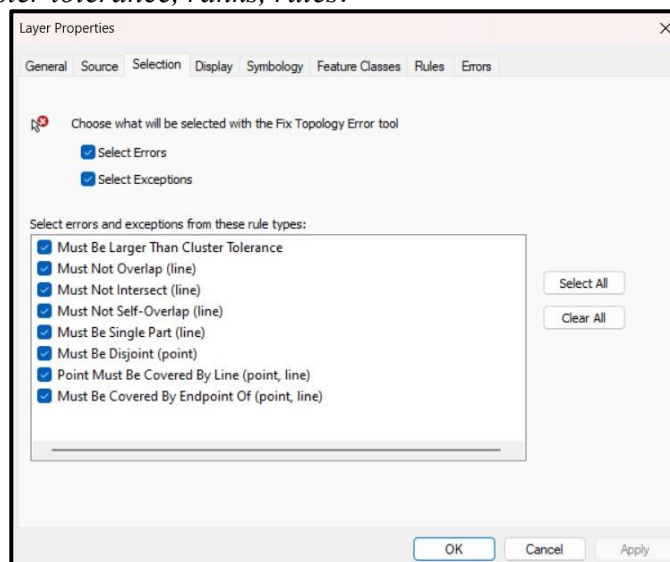 tolerance, ranks, rules.
Layer Properties
General Source Selection Display Symbology Feature Classes Rules Errors
Choose what will be selected with the Fix Topology Error tool
Select Errors
Select Exceptions
Select errors and exceptions from these rule types:
Must Be Larger Than Cluster Tolerance
Must Not Overlap (line)
Must Not Intersect (line)
Must Not Self-Overlap (line)
Must Be Single Part (line)
Must Be Disjoint (point)
Point Must Be Covered By Line (point, line)
Must Be Covered By Endpoint Of (point, line)
Select All
Clear All
OK Cancel Apply